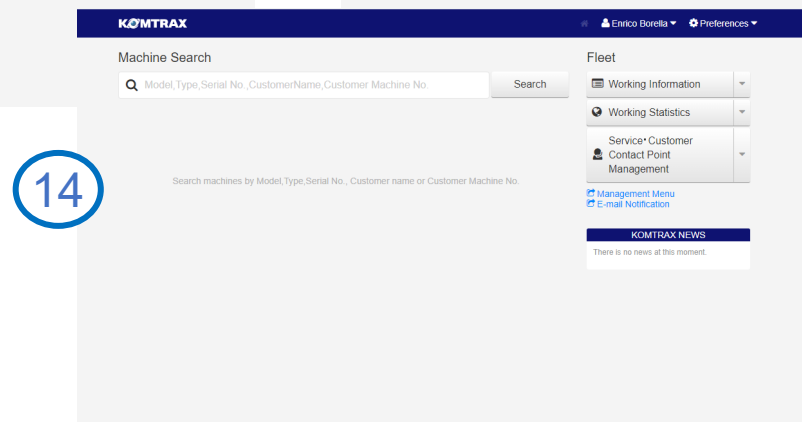 KOMTRAX
Enrico Borella
Preferences
Machine Search
Model,Type,Serial No.,CustomerName,Customer Machine No.
Search
Search machines by Model,Type,Serial No., Customer name or Customer Machine No.
Fleet
Working Information
Working Statistics
Service･Customer
Contact Point
Management
Management Menu
E-mail Notification
KOMTRAX NEWS
There is no news at this moment.
14